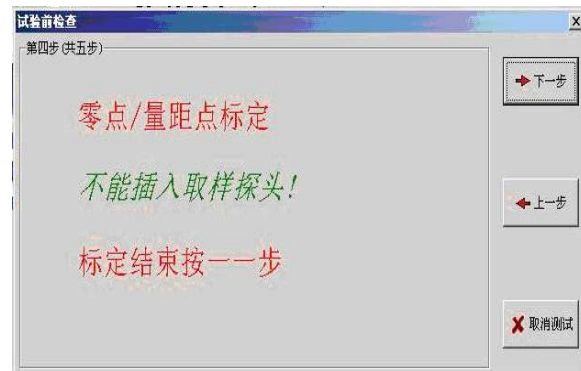 试验前检查
第四步(共五步)
零点/量距点标定
不能插入取样探头!
标定结束按一一步
下一步
上一步
取消测试